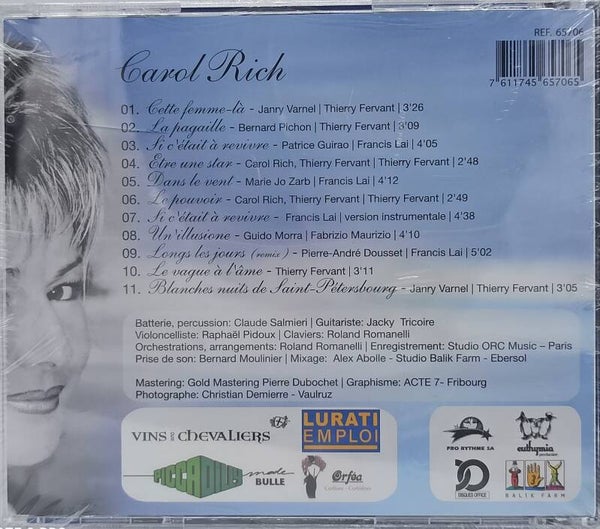 REF. 65706
7 611745 657065
Carol Rich
01. Cette femme-là - Janry Varnel | Thierry Fervant | 3'26
02. La pagaille - Bernard Pichon | Thierry Fervant | 3'09
03. Si c'était à revivre - Patrice Guirao | Francis Lai | 4'05
04. Etre une star - Carol Rich, Thierry Fervant | Thierry Fervant | 2'48
05. Dans le vent - Marie Jo Zarb | Francis Lai | 4'12
06. Le pouvoir - Carol Rich, Thierry Fervant | Thierry Fervant | 2'49
07. Si c'était à revivre - Francis Lai | version instrumentale | 4'38
08. Un'illusione - Guido Morra | Fabrizio Maurizio | 4'10
09. Longs les jours (remix) - Pierre-André Dousset | Francis Lai | 5'02
10. Le vague à l'âme - Thierry Fervant | 3'11
11. Blanches nuits de Saint-Pétersbourg - Janry Varnel | Thierry Fervant | 3'05
Batterie, percussion: Claude Salmieri | Guitariste: Jacky Tricoire
Violoncelliste: Raphaël Pidoux | Claviers: Roland Romanelli
Orchestrations, arrangements: Roland Romanelli | Enregistrement: Studio ORC Music – Paris
Prise de son: Bernard Moulinier | Mixage: Alex Abolle - Studio Balik Farm - Ebersol
Mastering: Gold Mastering Pierre Dubochet | Graphisme: ACTE 7- Fribourg
Photographe: Christian Demierre - Vaulruz
VINS DES CHEVALIERS
LURATI
EMPLOI
PICCADILLY mode
BULLE
Orféa
PRO RYTHME SA
euthymia
production
DISQUES OFFICE
BALIK FARM